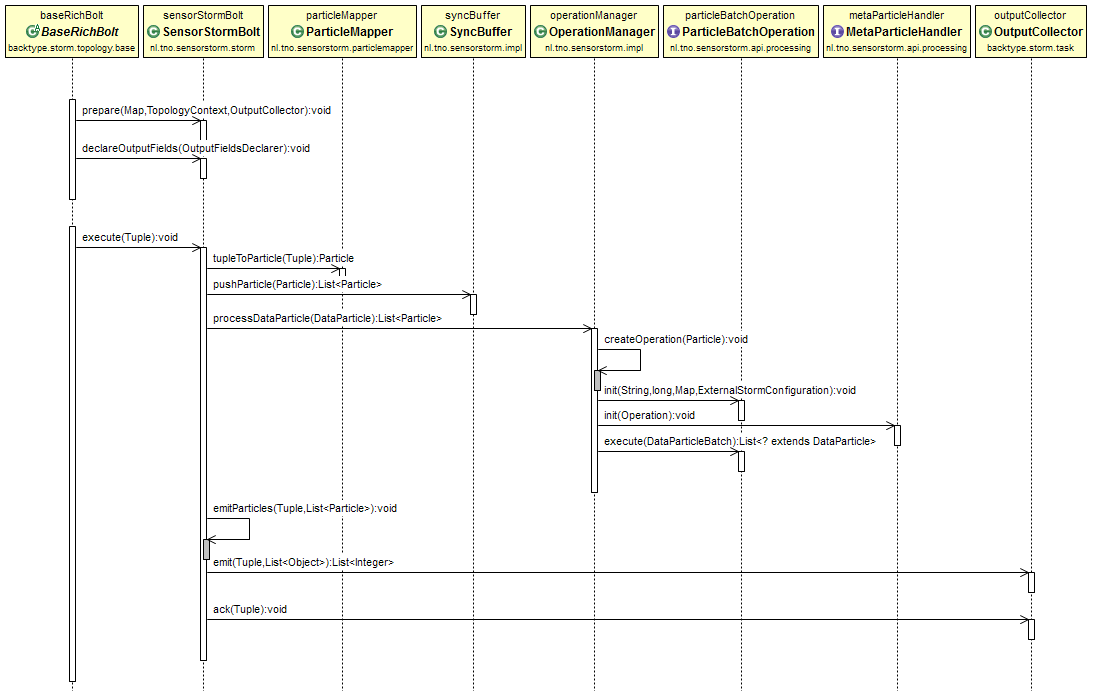 baseRichBolt
BaseRichBolt
backtype.storm.topology.base
sensorStormBolt
SensorStormBolt
nl.tno.sensorstorm.storm
particleMapper
ParticleMapper
nl.tno.sensorstorm.particlemapper
syncBuffer
SyncBuffer
nl.tno.sensorstorm.impl
operationManager
OperationManager
nl.tno.sensorstorm.impl
particleBatchOperation
ParticleBatchOperation
nl.tno.sensorstorm.api.processing
metaParticleHandler
MetaParticleHandler
nl.tno.sensorstorm.api.processing
outputCollector
OutputCollector
backtype.storm.task
prepare(Map,TopologyContext,OutputCollector):void
declareOutputFields(OutputFieldsDeclarer):void
execute(Tuple):void
tupleToParticle(Tuple):Particle
pushParticle(Particle):List<Particle>
processDataParticle(DataParticle):List<Particle>
createOperation(Particle):void
init(String,long,Map,ExternalStormConfiguration):void
init(Operation):void
execute(DataParticleBatch):List<? extends DataParticle>
emitParticles(Tuple,List<Particle>):void
emit(Tuple,List<Object>):List<Integer>
ack(Tuple):void